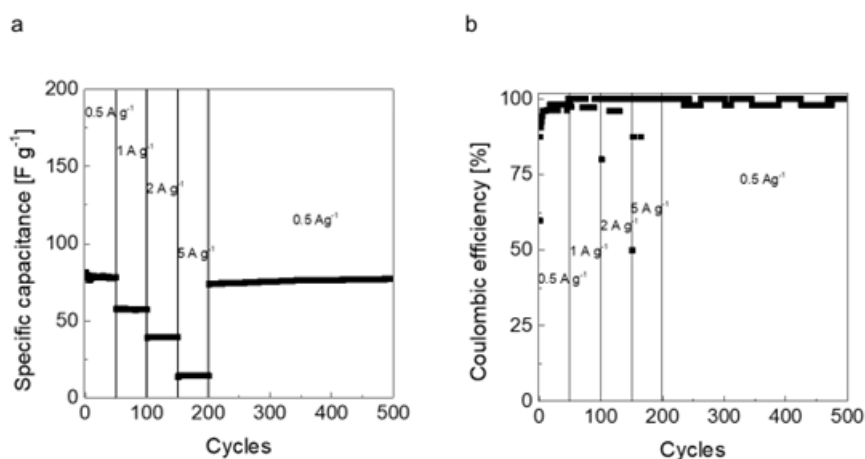 a
Specific capacitance [F g⁻¹]
200
150
100
50
0
0.5 A g⁻¹
1 A g⁻¹
2 A g⁻¹
5 A g⁻¹
0.5 Ag⁻¹
0 100 200 300 400 500
Cycles
b
Coulombic efficiency [%]
100
75
50
25
0
0.5 A g⁻¹
1 A g⁻¹
2 A g⁻¹
5 A g⁻¹
0.5 Ag⁻¹
0 100 200 300 400 500
Cycles